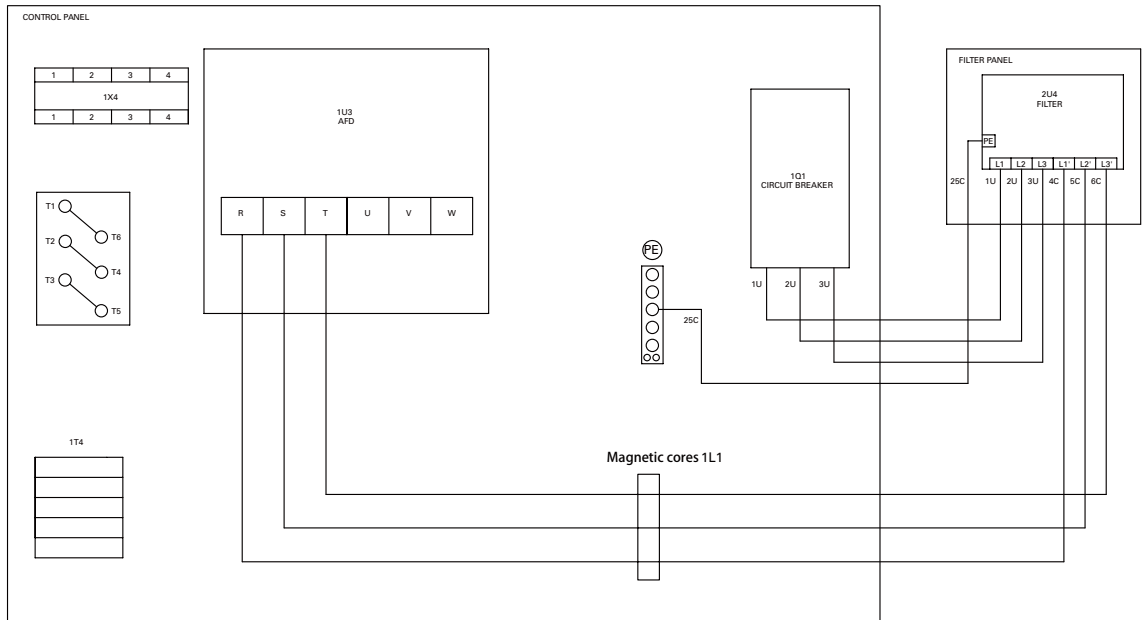 CONTROL PANEL
1 2 3 4
1X4
1 2 3 4
1U3
AFD
R S T U V W
T1
T6
T2
T4
T3
T5
1T4
PE
25C
1Q1
CIRCUIT BREAKER
1U 2U 3U
FILTER PANEL
2U4
FILTER
PE
L1 L2 L3 L1' L2' L3'
25C 1U 2U 3U 4C 5C 6C
Magnetic cores 1L1